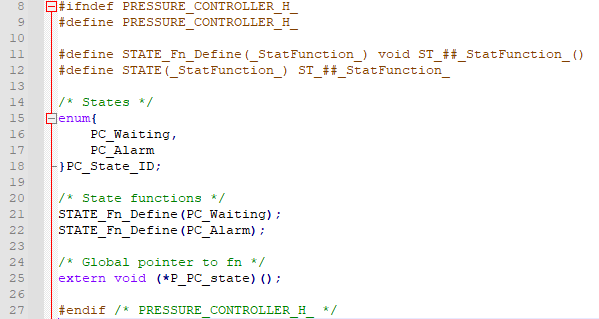 8 #ifndef PRESSURE_CONTROLLER_H_
9 #define PRESSURE_CONTROLLER_H_
10
11 #define STATE_Fn_Define(_StatFunction_) void ST_##_StatFunction_()
12 #define STATE(_StatFunction_) ST_##_StatFunction_
13
14 /* States */
15 enum{
16 PC_Waiting,
17 PC_Alarm
18 }PC_State_ID;
19
20 /* State functions */
21 STATE_Fn_Define(PC_Waiting);
22 STATE_Fn_Define(PC_Alarm);
23
24 /* Global pointer to fn */
25 extern void (*P_PC_state)();
26
27 #endif /* PRESSURE_CONTROLLER_H_ */